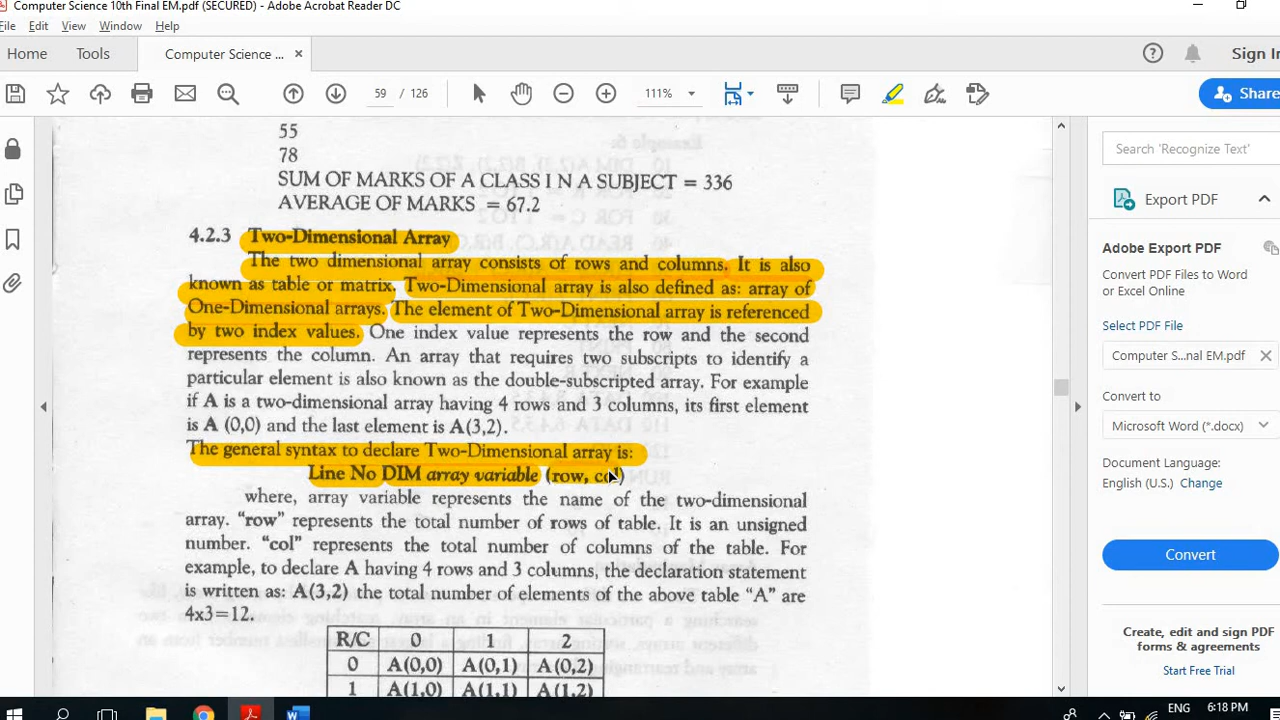 Computer Science 10th Final EM.pdf (SECURED) - Adobe Acrobat Reader DC
File Edit View Window Help
Home Tools Computer Science ... × Sign In
59 / 126 111% Share
55
78
SUM OF MARKS OF A CLASS I N A SUBJECT = 336
AVERAGE OF MARKS = 67.2
4.2.3 Two-Dimensional Array
The two dimensional array consists of rows and columns. It is also
known as table or matrix. Two-Dimensional array is also defined as: array of
One-Dimensional arrays. The element of Two-Dimensional array is referenced
by two index values. One index value represents the row and the second
represents the column. An array that requires two subscripts to identify a
particular element is also known as the double-subscripted array. For example
if A is a two-dimensional array having 4 rows and 3 columns, its first element
is A (0,0) and the last element is A(3,2).
The general syntax to declare Two-Dimensional array is:
Line No DIM array variable (row, col)
where, array variable represents the name of the two-dimensional
array. "row" represents the total number of rows of table. It is an unsigned
number. "col" represents the total number of columns of the table. For
example, to declare A having 4 rows and 3 columns, the declaration statement
is written as: A(3,2) the total number of elements of the above table "A" are
4x3=12.
R/C 0 1 2
0 A(0,0) A(0,1) A(0,2)
1 A(1,0) A(1,1) A(1,2)
Search 'Recognize Text'
Export PDF
Adobe Export PDF
Convert PDF Files to Word
or Excel Online
Select PDF File
Computer S...nal EM.pdf ×
Convert to
Microsoft Word (*.docx)
Document Language:
English (U.S.) Change
Convert
Create, edit and sign PDF
forms & agreements
Start Free Trial
ENG 6:18 PM